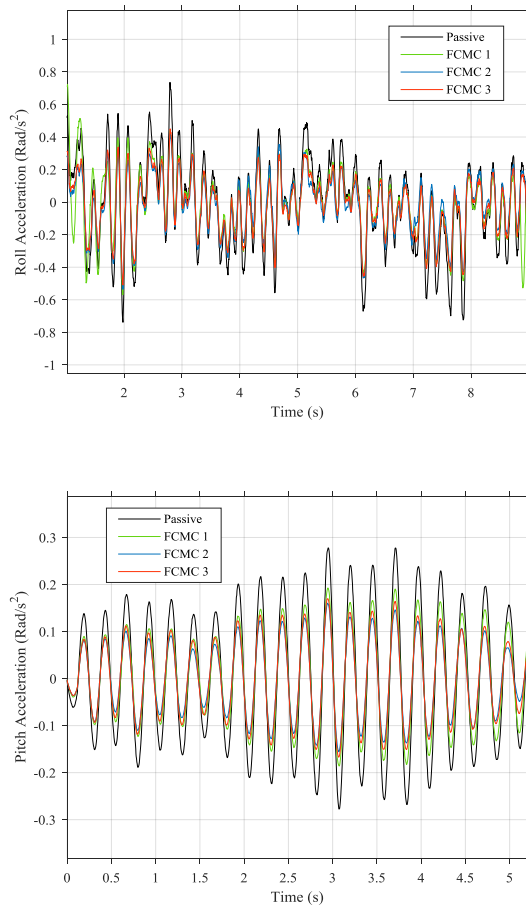 1
0.8
0.6
0.4
0.2
0
-0.2
-0.4
-0.6
-0.8
-1
Roll Acceleration (Rad/s²)
Passive
FCMC 1
FCMC 2
FCMC 3
2 3 4 5 6 7 8
Time (s)
0.3
0.2
0.1
0
-0.1
-0.2
-0.3
Pitch Acceleration (Rad/s²)
Passive
FCMC 1
FCMC 2
FCMC 3
0 0.5 1 1.5 2 2.5 3 3.5 4 4.5 5
Time (s)